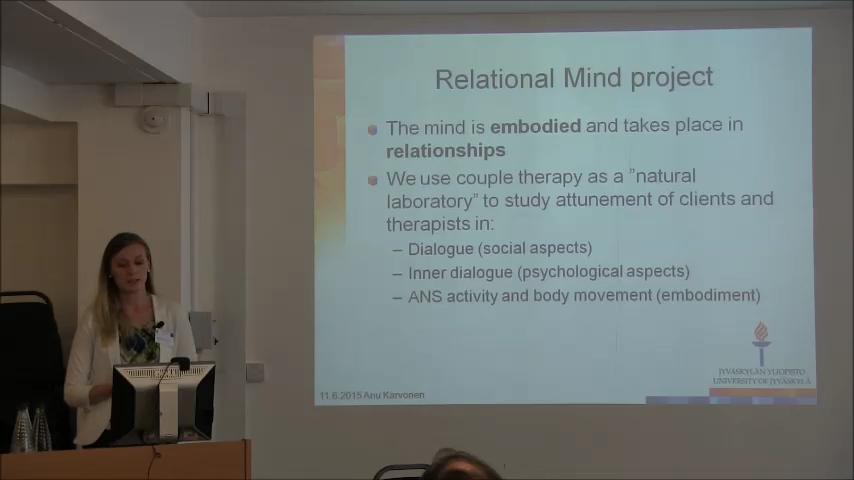 Relational Mind project
The mind is embodied and takes place in
relationships
We use couple therapy as a ”natural
laboratory” to study attunement of clients and
therapists in:
– Dialogue (social aspects)
– Inner dialogue (psychological aspects)
– ANS activity and body movement (embodiment)
JYVÄSKYLÄN YLIOPISTO
UNIVERSITY OF JYVÄSKYLÄ
11.6.2015 Anu Karvonen